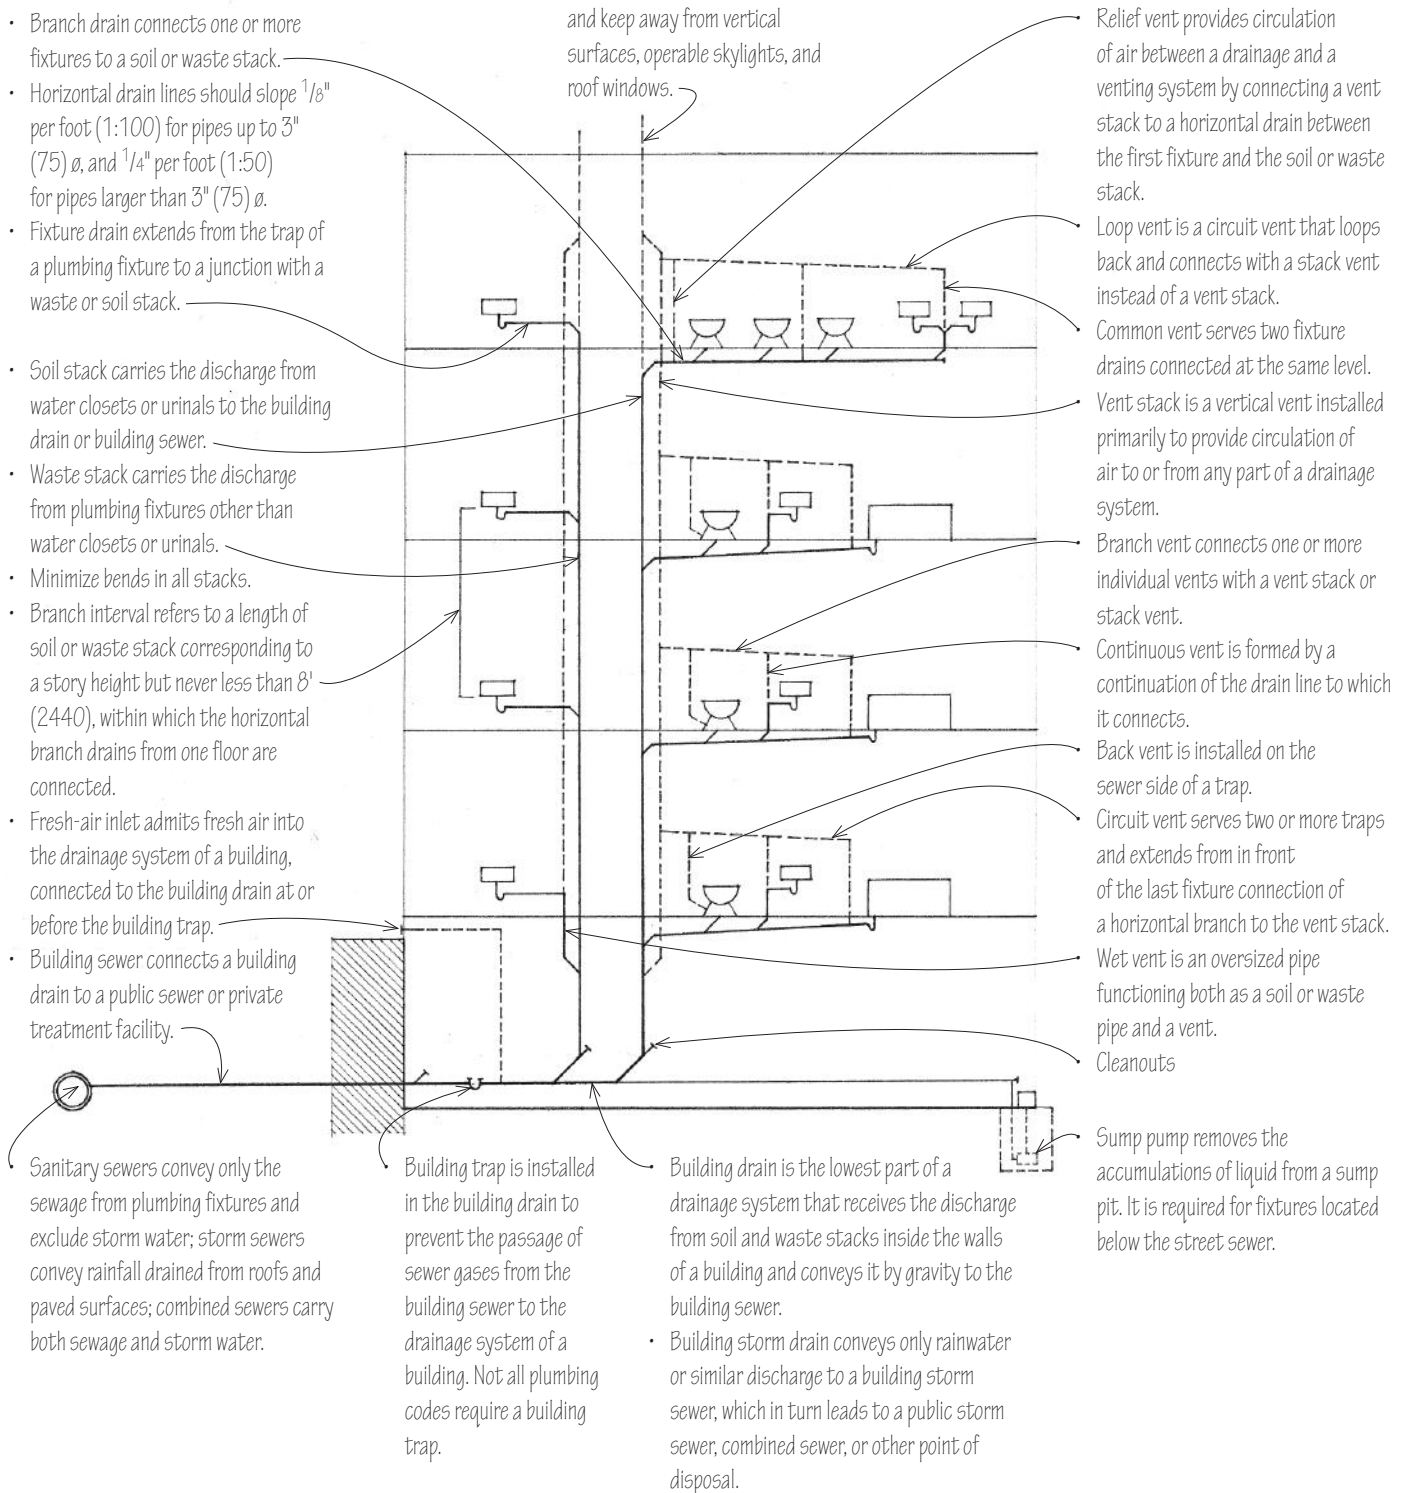 • Branch drain connects one or more
fixtures to a soil or waste stack.
• Horizontal drain lines should slope 1/8"
per foot (1:100) for pipes up to 3"
(75) ø, and 1/4" per foot (1:50)
for pipes larger than 3" (75) ø.
• Fixture drain extends from the trap of
a plumbing fixture to a junction with a
waste or soil stack.
• Soil stack carries the discharge from
water closets or urinals to the building
drain or building sewer.
• Waste stack carries the discharge
from plumbing fixtures other than
water closets or urinals.
• Minimize bends in all stacks.
• Branch interval refers to a length of
soil or waste stack corresponding to
a story height but never less than 8'
(2440), within which the horizontal
branch drains from one floor are
connected.
• Fresh-air inlet admits fresh air into
the drainage system of a building,
connected to the building drain at or
before the building trap.
• Building sewer connects a building
drain to a public sewer or private
treatment facility.
• Sanitary sewers convey only the
sewage from plumbing fixtures and
exclude storm water; storm sewers
convey rainfall drained from roofs and
paved surfaces; combined sewers carry
both sewage and storm water.
and keep away from vertical
surfaces, operable skylights, and
roof windows.
• Building trap is installed
in the building drain to
prevent the passage of
sewer gases from the
building sewer to the
drainage system of a
building. Not all plumbing
codes require a building
trap.
• Building drain is the lowest part of a
drainage system that receives the discharge
from soil and waste stacks inside the walls
of a building and conveys it by gravity to the
building sewer.
• Building storm drain conveys only rainwater
or similar discharge to a building storm
sewer, which in turn leads to a public storm
sewer, combined sewer, or other point of
disposal.
• Relief vent provides circulation
of air between a drainage and a
venting system by connecting a vent
stack to a horizontal drain between
the first fixture and the soil or waste
stack.
• Loop vent is a circuit vent that loops
back and connects with a stack vent
instead of a vent stack.
• Common vent serves two fixture
drains connected at the same level.
• Vent stack is a vertical vent installed
primarily to provide circulation of
air to or from any part of a drainage
system.
• Branch vent connects one or more
individual vents with a vent stack or
stack vent.
• Continuous vent is formed by a
continuation of the drain line to which
it connects.
• Back vent is installed on the
sewer side of a trap.
• Circuit vent serves two or more traps
and extends from in front
of the last fixture connection of
a horizontal branch to the vent stack.
• Wet vent is an oversized pipe
functioning both as a soil or waste
pipe and a vent.
• Cleanouts
• Sump pump removes the
accumulations of liquid from a sump
pit. It is required for fixtures located
below the street sewer.